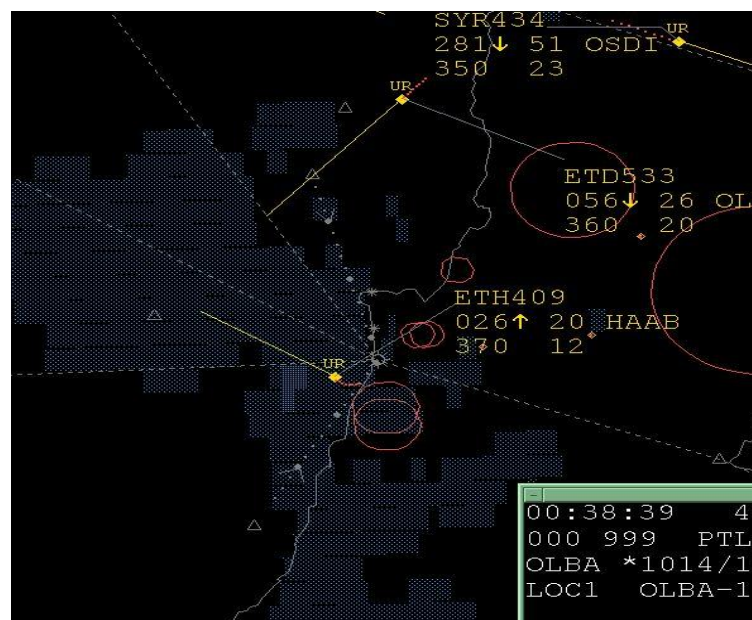 SYR434
281↓ 51 OSDI
350 23
UR
UR
ETD533
056↓ 26 OL
360 20
ETH409
026↑ 20 HAAB
370 12
UR
00:38:39 4
000 999 PTL
OLBA *1014/1
LOC1 OLBA-1